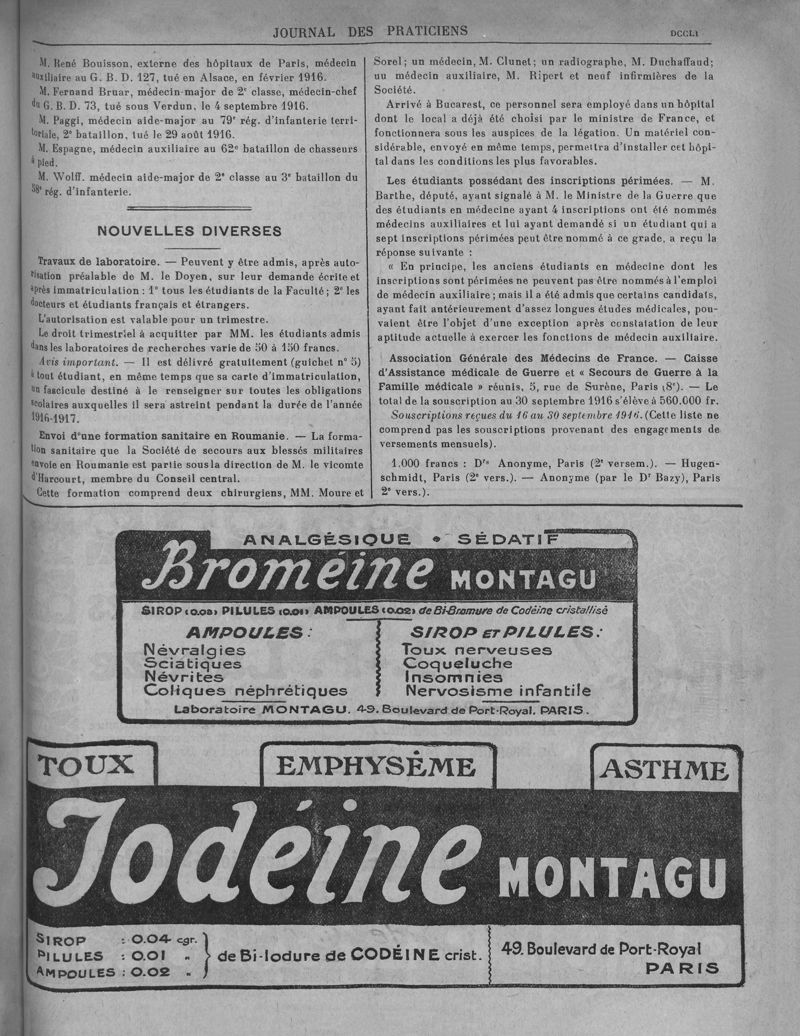 JOURNAL DES PRATICIENS
DCCLI
M. René Bouisson, externe des hôpitaux de Paris, médecin
auxiliaire au G. B. D. 127, tué en Alsace, en février 1916.
M. Fernand Bruar, médecin-major de 2e classe, médecin-chef
du G. B. D. 73, tué sous Verdun, le 4 septembre 1916.
M. Paggi, médecin aide-major au 79e rég. d'infanterie terri-
toriale, 2e bataillon, tué le 29 août 1916.
M. Espagne, médecin auxiliaire au 62e bataillon de chasseurs
à pied.
M. Wolff. médecin aide-major de 2e classe au 3e bataillon du
58e rég. d'infanterie.
NOUVELLES DIVERSES
Travaux de laboratoire. — Peuvent y être admis, après auto-
risation préalable de M. le Doyen, sur leur demande écrite et
après immatriculation : 1° tous les étudiants de la Faculté ; 2° les
docteurs et étudiants français et étrangers.
L'autorisation est valable pour un trimestre.
Le droit trimestriel à acquitter par MM. les étudiants admis
dans les laboratoires de recherches varie de 50 à 150 francs.
Avis important. — Il est délivré gratuitement (guichet n° 5)
à tout étudiant, en même temps que sa carte d'immatriculation,
un fascicule destiné à le renseigner sur toutes les obligations
scolaires auxquelles il sera astreint pendant la durée de l'année
1916-1917.
Envoi d'une formation sanitaire en Roumanie. — La forma-
tion sanitaire que la Société de secours aux blessés militaires
envoie en Roumanie est partie sous la direction de M. le vicomte
d'Harcourt, membre du Conseil central.
Cette formation comprend deux chirurgiens, MM. Moure et
Sorel ; un médecin, M. Clunet ; un radiographe, M. Duchaffaud ;
uu médecin auxiliaire, M. Ripert et neuf infirmières de la
Société.
Arrivé à Bucarest, ce personnel sera employé dans un hôpital
dont le local a déjà été choisi par le ministre de France, et
fonctionnera sous les auspices de la légation. Un matériel con-
sidérable, envoyé en même temps, permettra d'installer cet hôpi-
tal dans les conditions les plus favorables.
Les étudiants possédant des inscriptions périmées. — M.
Barthe, député, ayant signalé à M. le Ministre de la Guerre que
des étudiants en médecine ayant 4 inscriptions ont été nommés
médecins auxiliaires et lui ayant demandé si un étudiant qui a
sept inscriptions périmées peut être nommé à ce grade, a reçu la
réponse suivante :
« En principe, les anciens étudiants en médecine dont les
inscriptions sont périmées ne peuvent pas être nommés à l'emploi
de médecin auxiliaire ; mais il a été admis que certains candidats,
ayant fait antérieurement d'assez longues études médicales, pou-
vaient être l'objet d'une exception après constatation de leur
aptitude actuelle à exercer les fonctions de médecin auxiliaire.
Association Générale des Médecins de France. — Caisse
d'Assistance médicale de Guerre et « Secours de Guerre à la
Famille médicale » réunis, 5, rue de Surène, Paris (8e). — Le
total de la souscription au 30 septembre 1916 s'élève à 560.000 fr.
Souscriptions reçues du 16 au 30 septembre 1916. (Cette liste ne
comprend pas les souscriptions provenant des engagements de
versements mensuels).
1.000 francs : Drs Anonyme, Paris (2e versem.). — Hugen-
schmidt, Paris (2e vers.). — Anonyme (par le Dr Bazy), Paris
2e vers.).
ANALGÉSIQUE • SÉDATIF
Broméine MONTAGU
SIROP (0.03) PILULES (0.01) AMPOULES (0.02) de Bi-Bromure de Codéine cristallisé
AMPOULES :
Névralgies
Sciatiques
Névrites
Coliques néphrétiques
SIROP ET PILULES :
Toux nerveuses
Coqueluche
Insomnies
Nervosisme infantile
Laboratoire MONTAGU. 49. Boulevard de Port-Royal. PARIS.
TOUX
EMPHYSÊME
ASTHME
Iodéine MONTAGU
SIROP : 0.04 cgr.
PILULES : 0.01 "
AMPOULES : 0.02 "
de Bi-Iodure de CODÉINE crist.
49. Boulevard de Port-Royal
PARIS